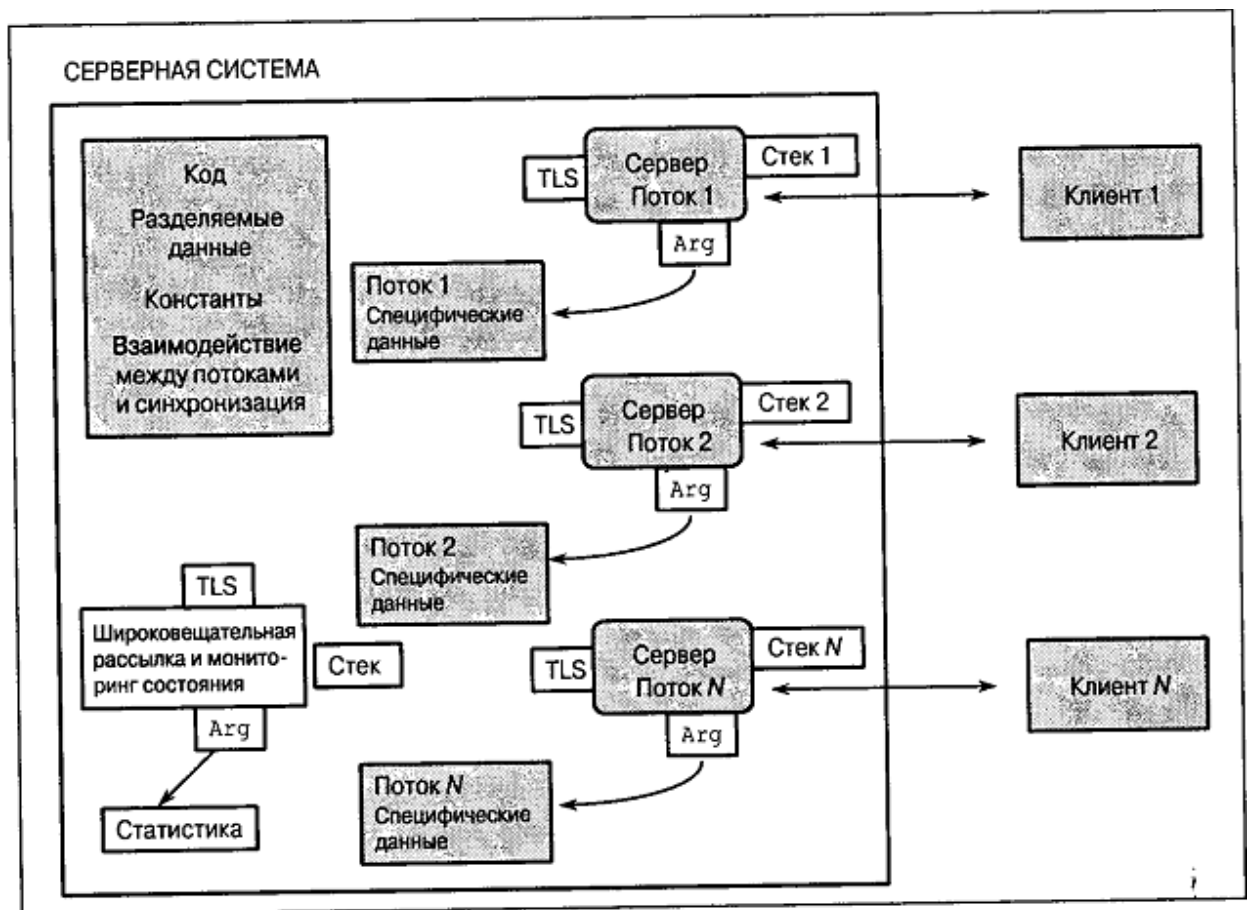 СЕРВЕРНАЯ СИСТЕМА
Код
Разделяемые
данные
Константы
Взаимодействие
между потоками
и синхронизация
TLS
Сервер
Поток 1
Стек 1
Arg
Клиент 1
Поток 1
Специфические
данные
TLS
Сервер
Поток 2
Стек 2
Arg
Клиент 2
Поток 2
Специфические
данные
TLS
Широковещательная
рассылка и монито-
ринг состояния
Стек
Arg
Статистика
TLS
Сервер
Поток N
Стек N
Arg
Клиент N
Поток N
Специфические
данные